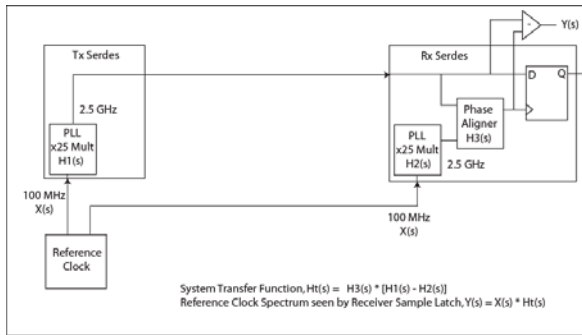 Y(s)
-
Tx Serdes
Rx Serdes
2.5 GHz
D
Q
PLL
x25 Mult
H1(s)
Phase
Aligner
H3(s)
PLL
x25 Mult
H2(s)
2.5 GHz
100 MHz
X(s)
100 MHz
X(s)
Reference
Clock
System Transfer Function, Ht(s) = H3(s) * [H1(s) - H2(s)]
Reference Clock Spectrum seen by Receiver Sample Latch, Y(s) = X(s) * Ht(s)